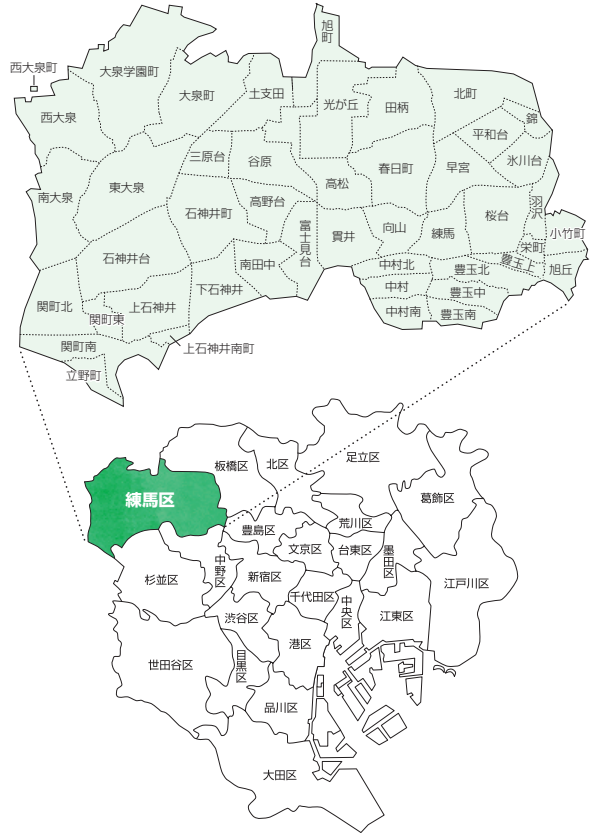 旭町
西大泉町
大泉学園町
大泉町
土支田
光が丘
田柄
北町
錦
西大泉
平和台
氷川台
三原台
谷原
春日町
早宮
南大泉
東大泉
高松
石神井町
高野台
富士見台
貫井
向山
練馬
桜台
羽沢
小竹町
栄町
石神井台
南田中
中村北
豊玉北
豊玉上
旭丘
下石神井
中村
豊玉中
関町北
関町東
上石神井
中村南
豊玉南
関町南
上石神井南町
立野町
足立区
板橋区
北区
練馬区
葛飾区
荒川区
豊島区
文京区
台東区
墨田区
中野区
杉並区
新宿区
江戸川区
千代田区
中央区
渋谷区
江東区
港区
世田谷区
目黒区
品川区
大田区